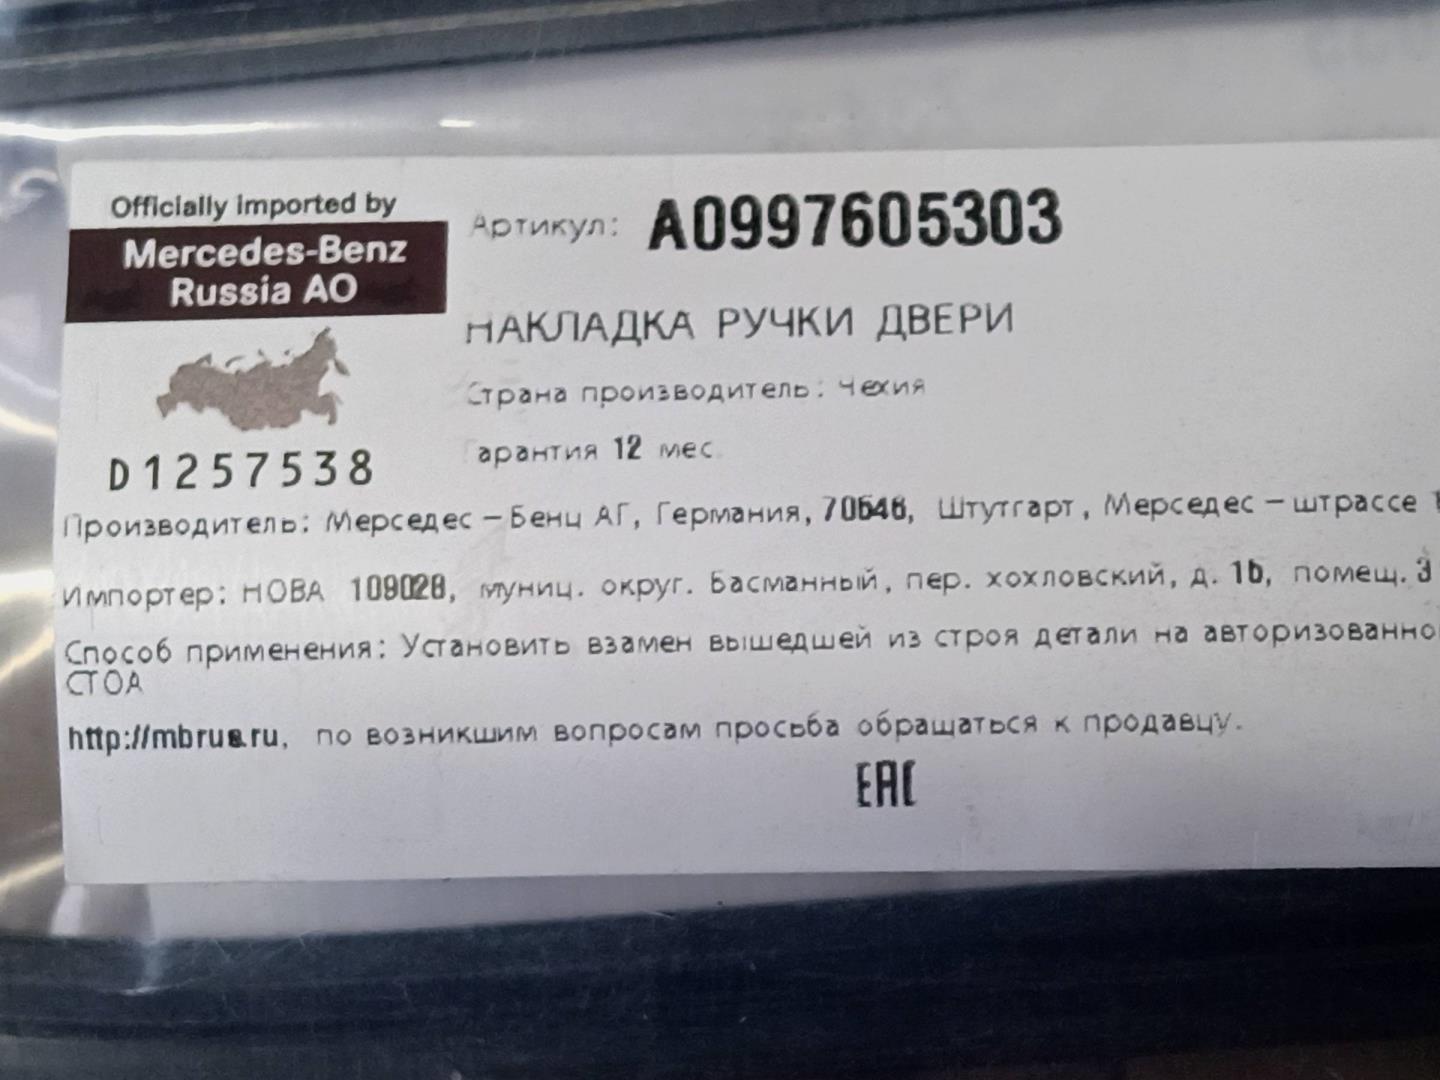 Officially imported by
Mercedes-Benz
Russia AO
D1257538
Артикул: A0997605303
НАКЛАДКА РУЧКИ ДВЕРИ
Страна производитель: Чехия
Гарантия 12 мес.
Производитель: Мерседес-Бенц АГ, Германия, 70546, Штутгарт, Мерседес-штрассе
Импортер: НОВА 109028, муниц. округ. Басманный, пер. хохловский, д. 16, помещ. 3
Способ применения: Установить взамен вышедшей из строя детали на авторизованно
СТОА
http://mbrus.ru, по возникшим вопросам просьба обращаться к продавцу.
EAC